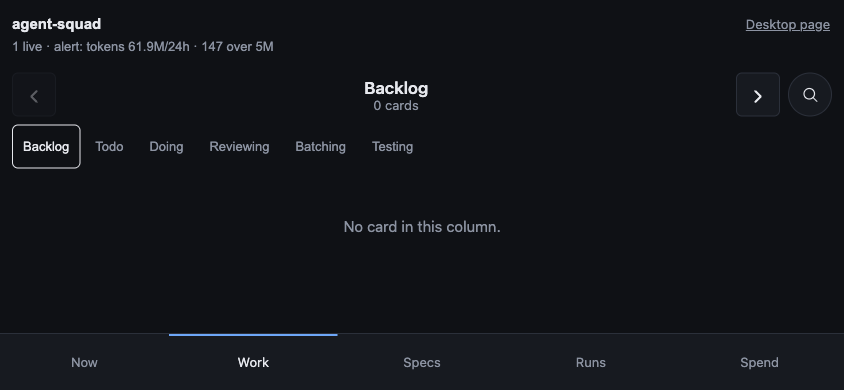 agent-squad
Desktop page
1 live · alert: tokens 61.9M/24h · 147 over 5M
Backlog
0 cards
Backlog Todo Doing Reviewing Batching Testing
No card in this column.
Now Work Specs Runs Spend